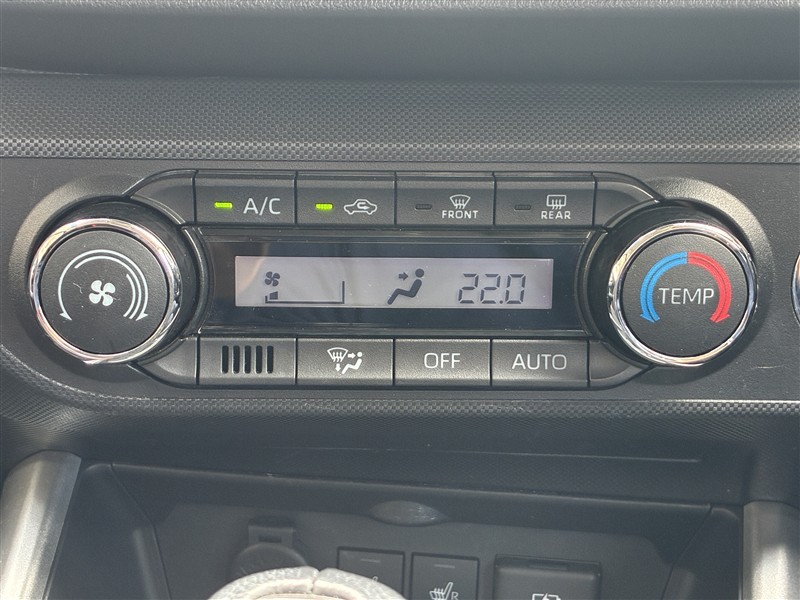 A/C
FRONT
REAR
22.0
TEMP
OFF
AUTO
R